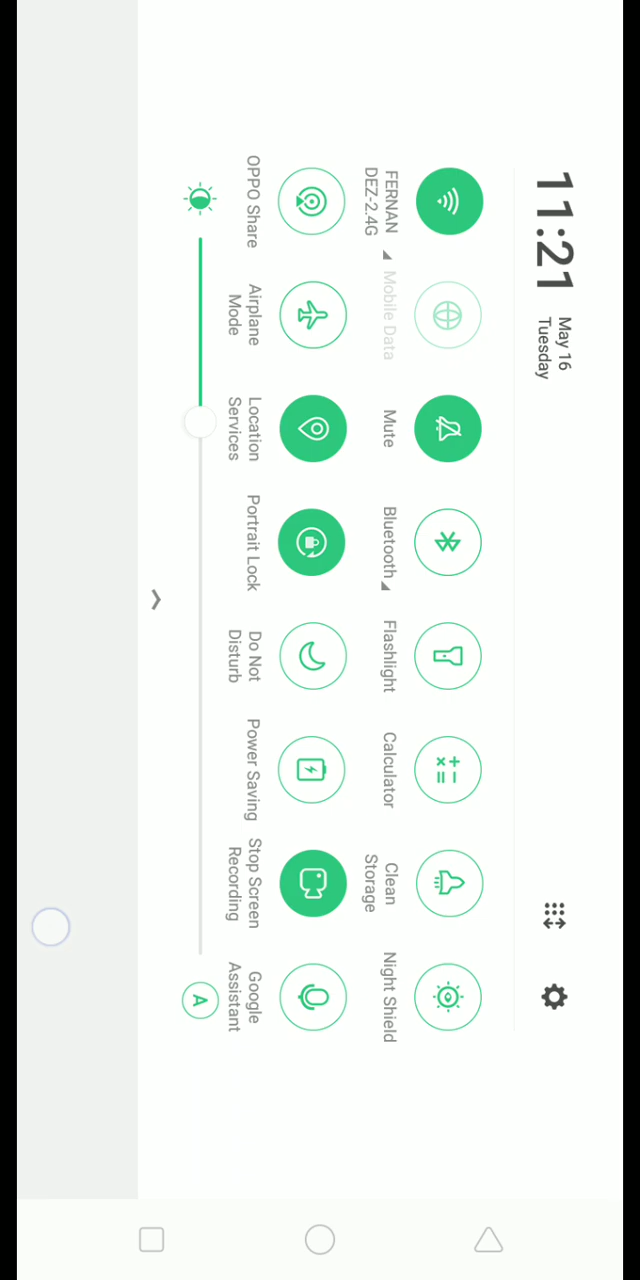 11:21
May 16
Tuesday
FERNAN
DEZ-2.4G
Mobile Data
Mute
Bluetooth
Flashlight
Calculator
Clean
Storage
Night Shield
OPPO Share
Airplane
Mode
Location
Services
Portrait Lock
Do Not
Disturb
Power Saving
Stop Screen
Recording
Google
Assistant
A